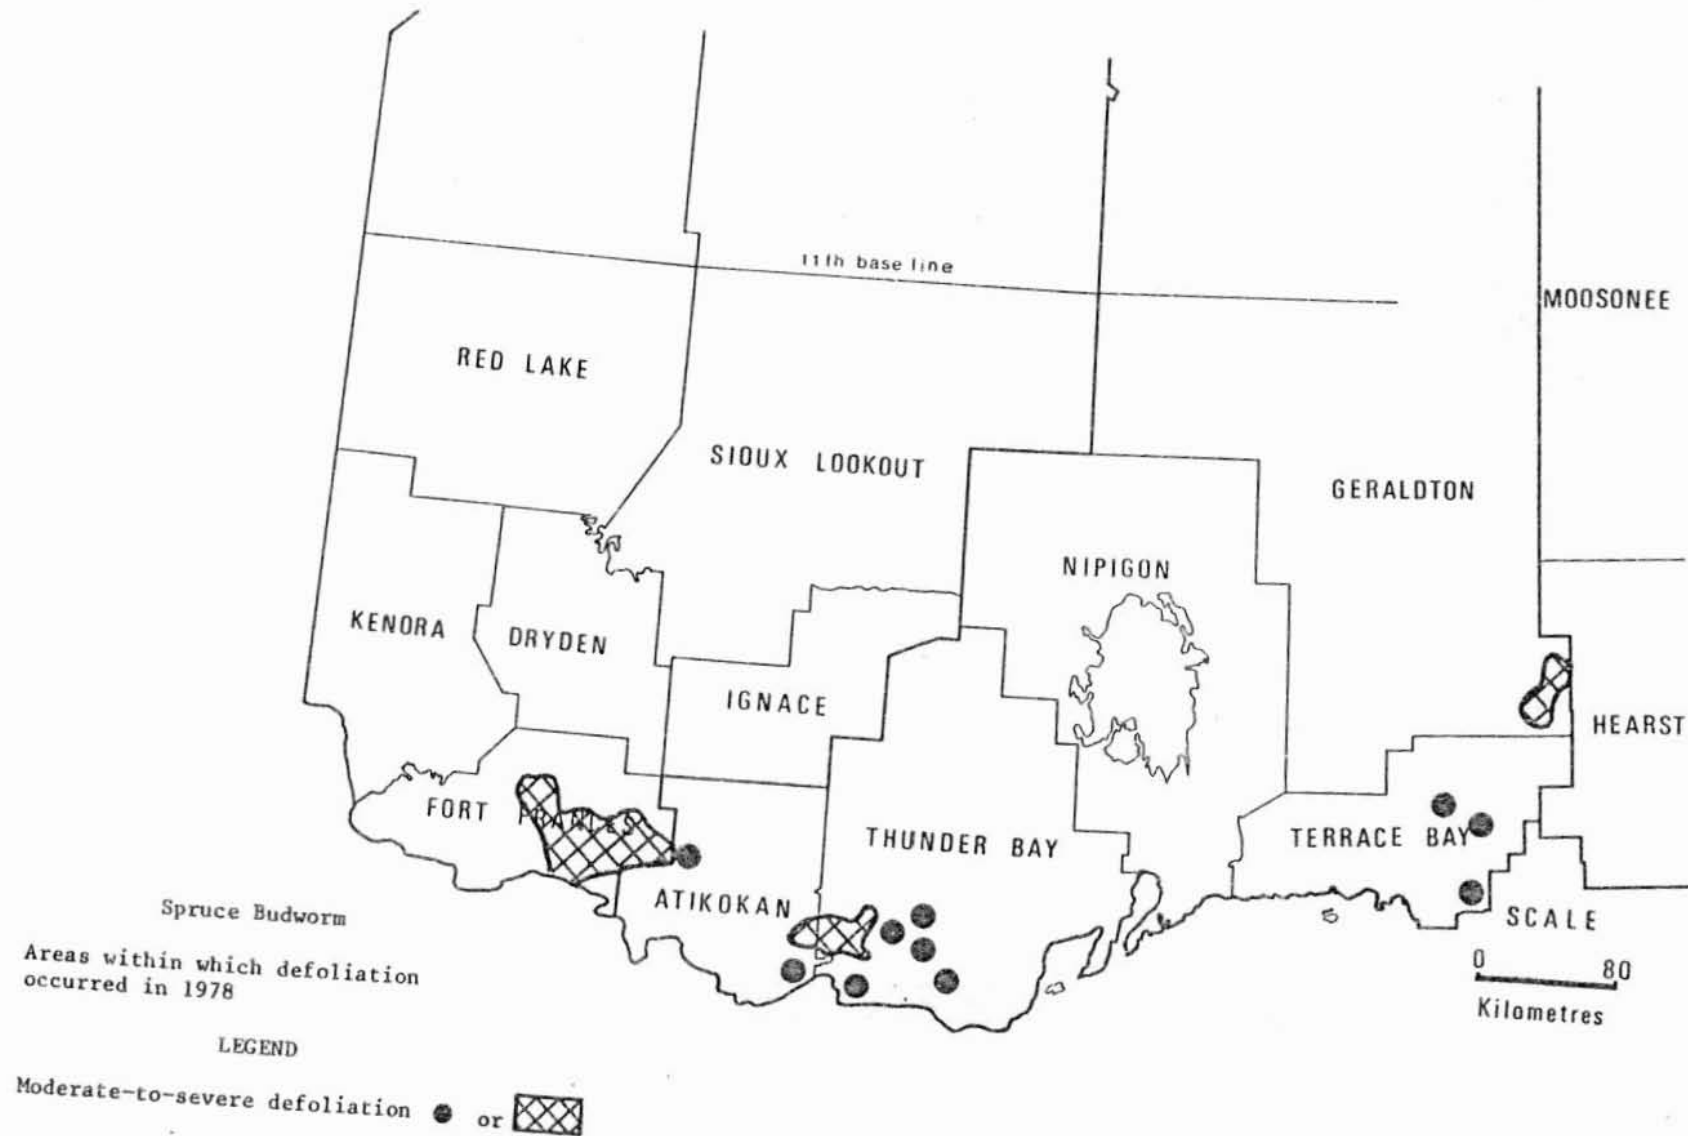 11th base line
MOOSONEE
RED LAKE
SIOUX LOOKOUT
GERALDTON
NIPIGON
KENORA
DRYDEN
IGNACE
HEARST
FORT FRANCES
THUNDER BAY
TERRACE BAY
ATIKOKAN
SCALE
0 80
Kilometres
Spruce Budworm
Areas within which defoliation
occurred in 1978
LEGEND
Moderate-to-severe defoliation or